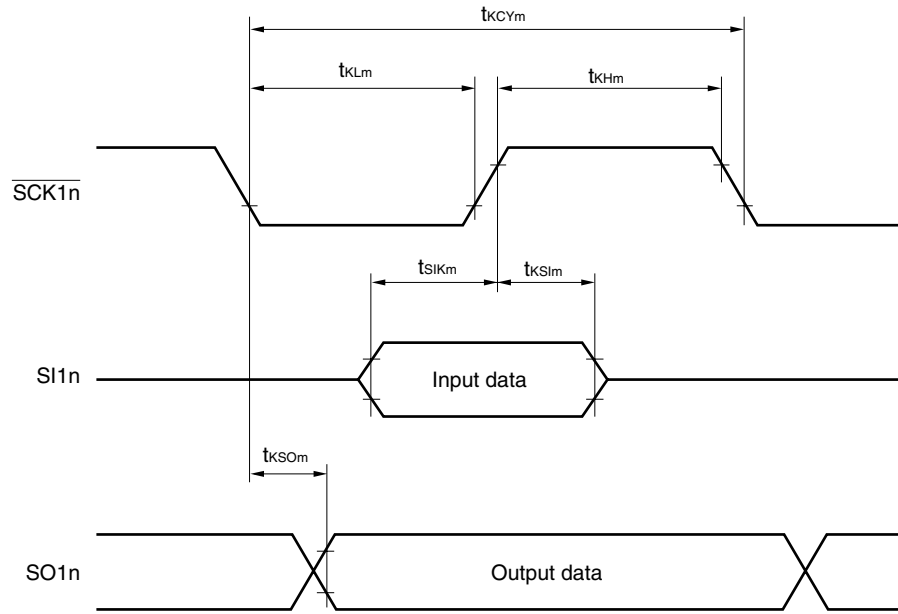 tKCYm
tKLm
tKHm
SCK1n
tSIKm
tKSIm
SI1n
Input data
tKSOm
SO1n
Output data